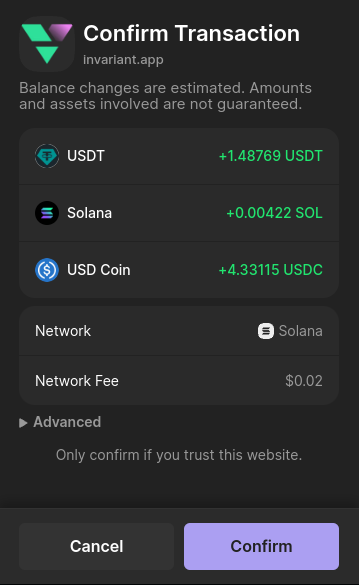 Confirm Transaction
invariant.app
Balance changes are estimated. Amounts
and assets involved are not guaranteed.
USDT +1.48769 USDT
Solana +0.00422 SOL
USD Coin +4.33115 USDC
Network Solana
Network Fee $0.02
Advanced
Only confirm if you trust this website.
Cancel Confirm